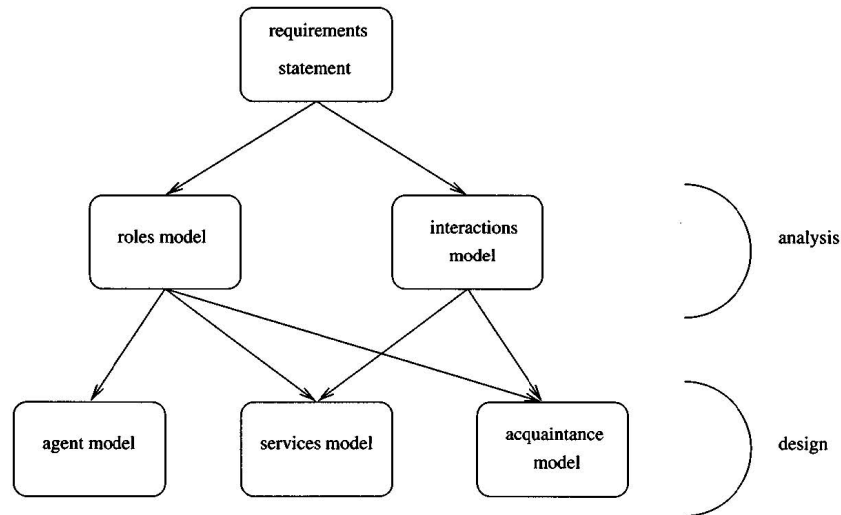 requirements
statement
roles model
interactions
model
analysis
agent model
services model
acquaintance
model
design